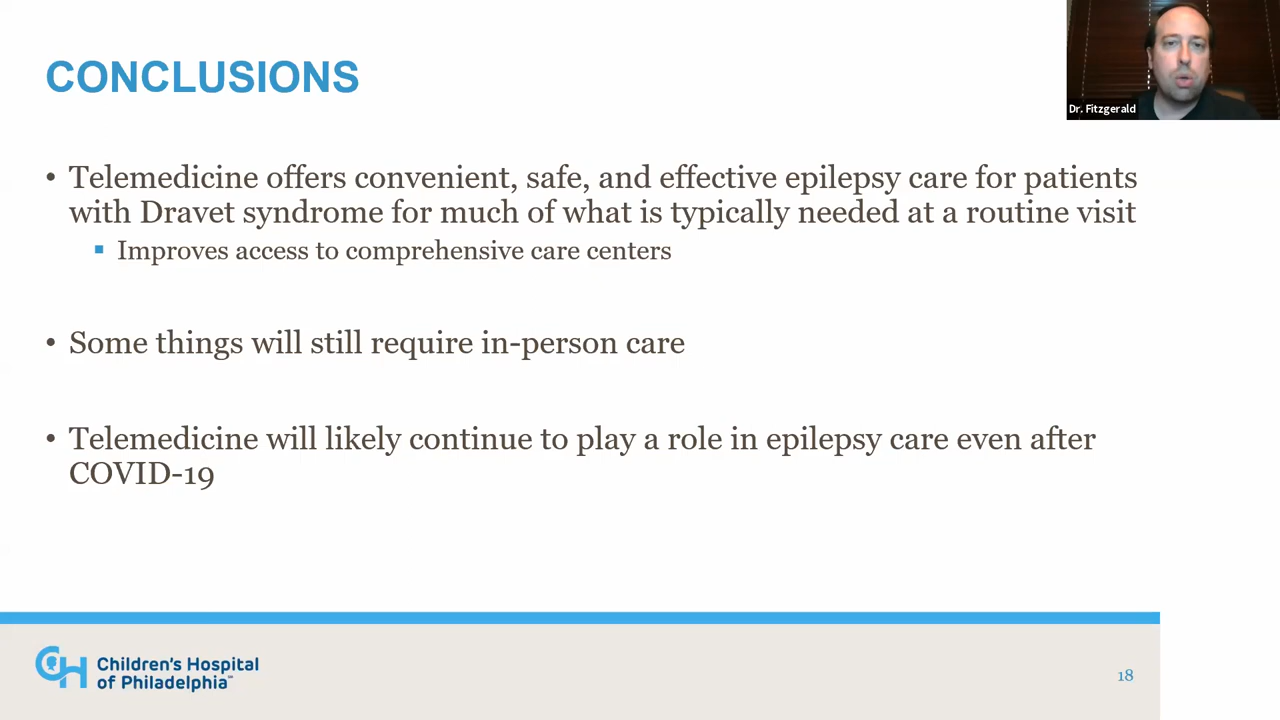 CONCLUSIONS
Dr. Fitzgerald
• Telemedicine offers convenient, safe, and effective epilepsy care for patients
with Dravet syndrome for much of what is typically needed at a routine visit
▪ Improves access to comprehensive care centers
• Some things will still require in-person care
• Telemedicine will likely continue to play a role in epilepsy care even after
COVID-19
CH Children's Hospital
of Philadelphia
18